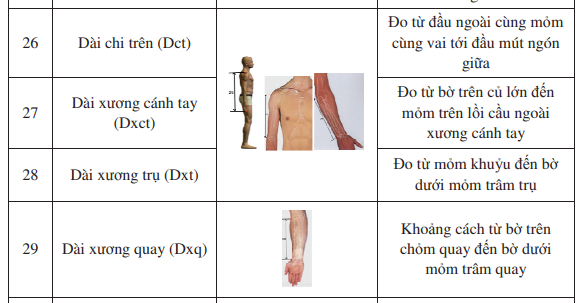 26
Dài chi trên (Dct)
Đo từ đầu ngoài cùng mỏm
cùng vai tới đầu mút ngón
giữa
27
Dài xương cánh tay
(Dxct)
Đo từ bờ trên củ lớn đến
mỏm trên lồi cầu ngoài
xương cánh tay
28
Dài xương trụ (Dxt)
Đo từ mỏm khuỷu đến bờ
dưới mỏm trâm trụ
29
Dài xương quay (Dxq)
Khoảng cách từ bờ trên
chỏm quay đến bờ dưới
mỏm trâm quay